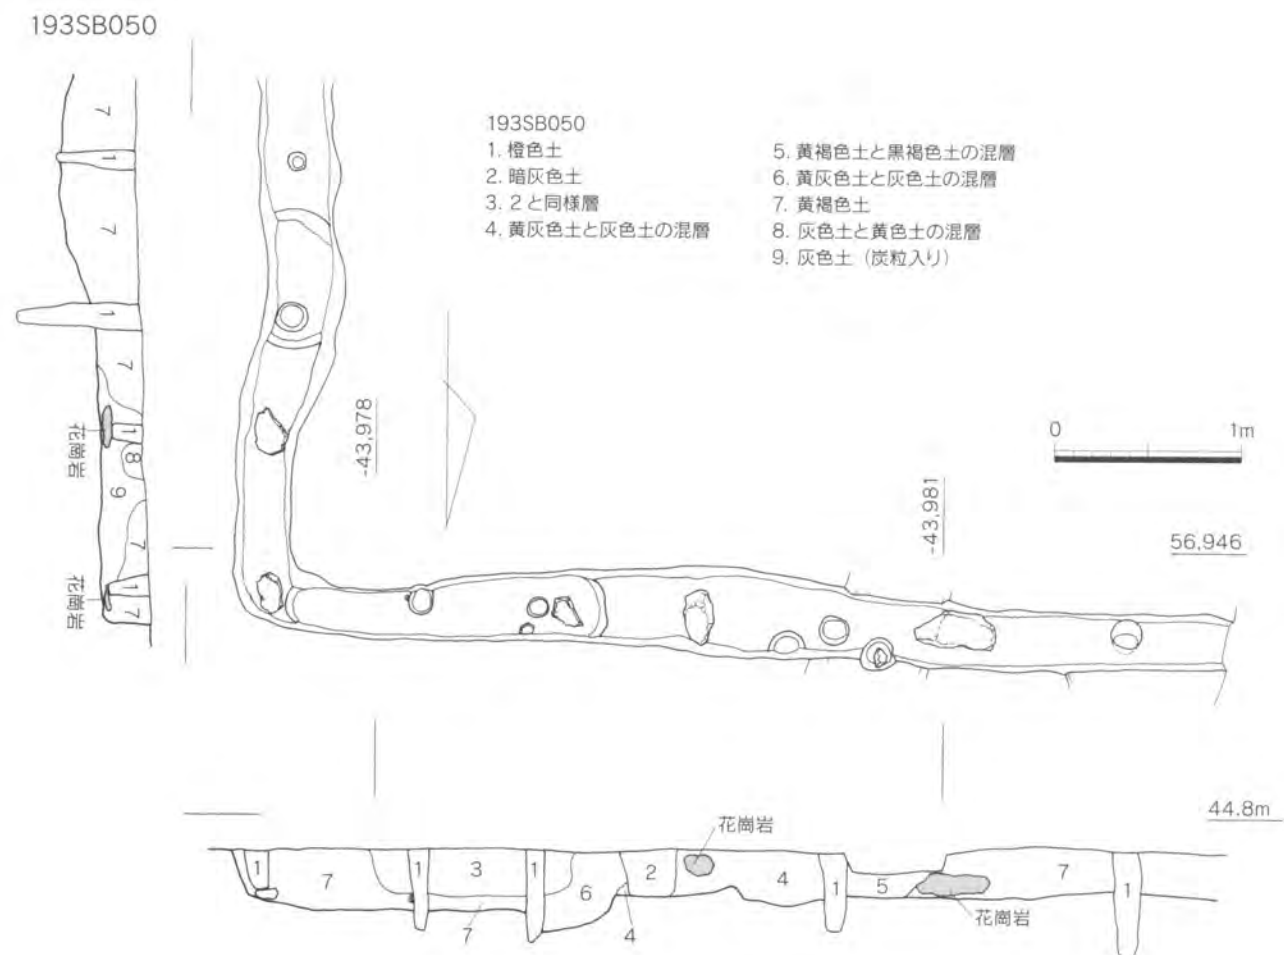 193SB050
193SB050
1. 橙色土
2. 暗灰色土
3. 2と同様層
4. 黄灰色土と灰色土の混層
5. 黄褐色土と黒褐色土の混層
6. 黄灰色土と灰色土の混層
7. 黄褐色土
8. 灰色土と黄色土の混層
9. 灰色土（炭粒入り）
7
1
7
1
7
花崗岩
1
8
9
7
花崗岩
1
7
-43,978
-43,981
0 1m
56,946
44.8m
花崗岩
1
7
1
3
1
6
2
4
1
5
7
1
7
4
花崗岩